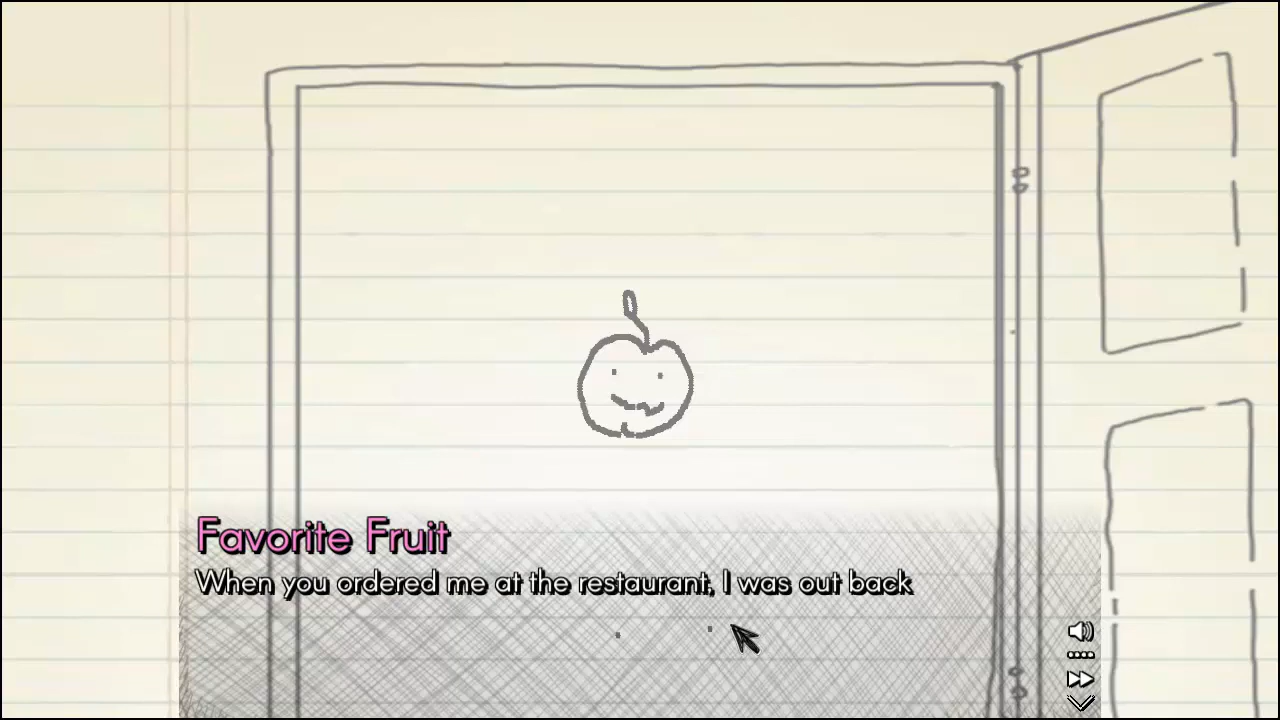 Favorite Fruit
When you ordered me at the restaurant, I was out back